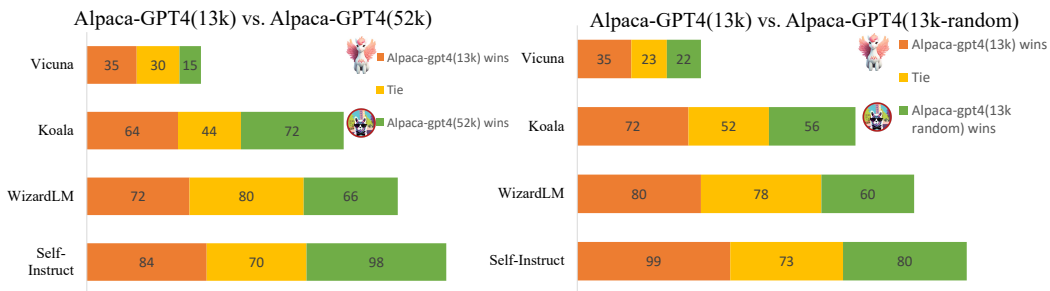 Alpaca-GPT4(13k) vs. Alpaca-GPT4(52k)
Vicuna
35 30 15
Koala
64 44 72
WizardLM
72 80 66
Self-
Instruct
84 70 98
Alpaca-gpt4(13k) wins
Tie
Alpaca-gpt4(52k) wins
Alpaca-GPT4(13k) vs. Alpaca-GPT4(13k-random)
Vicuna
35 23 22
Koala
72 52 56
WizardLM
80 78 60
Self-Instruct
99 73 80
Alpaca-gpt4(13k) wins
Tie
Alpaca-gpt4(13k
random) wins